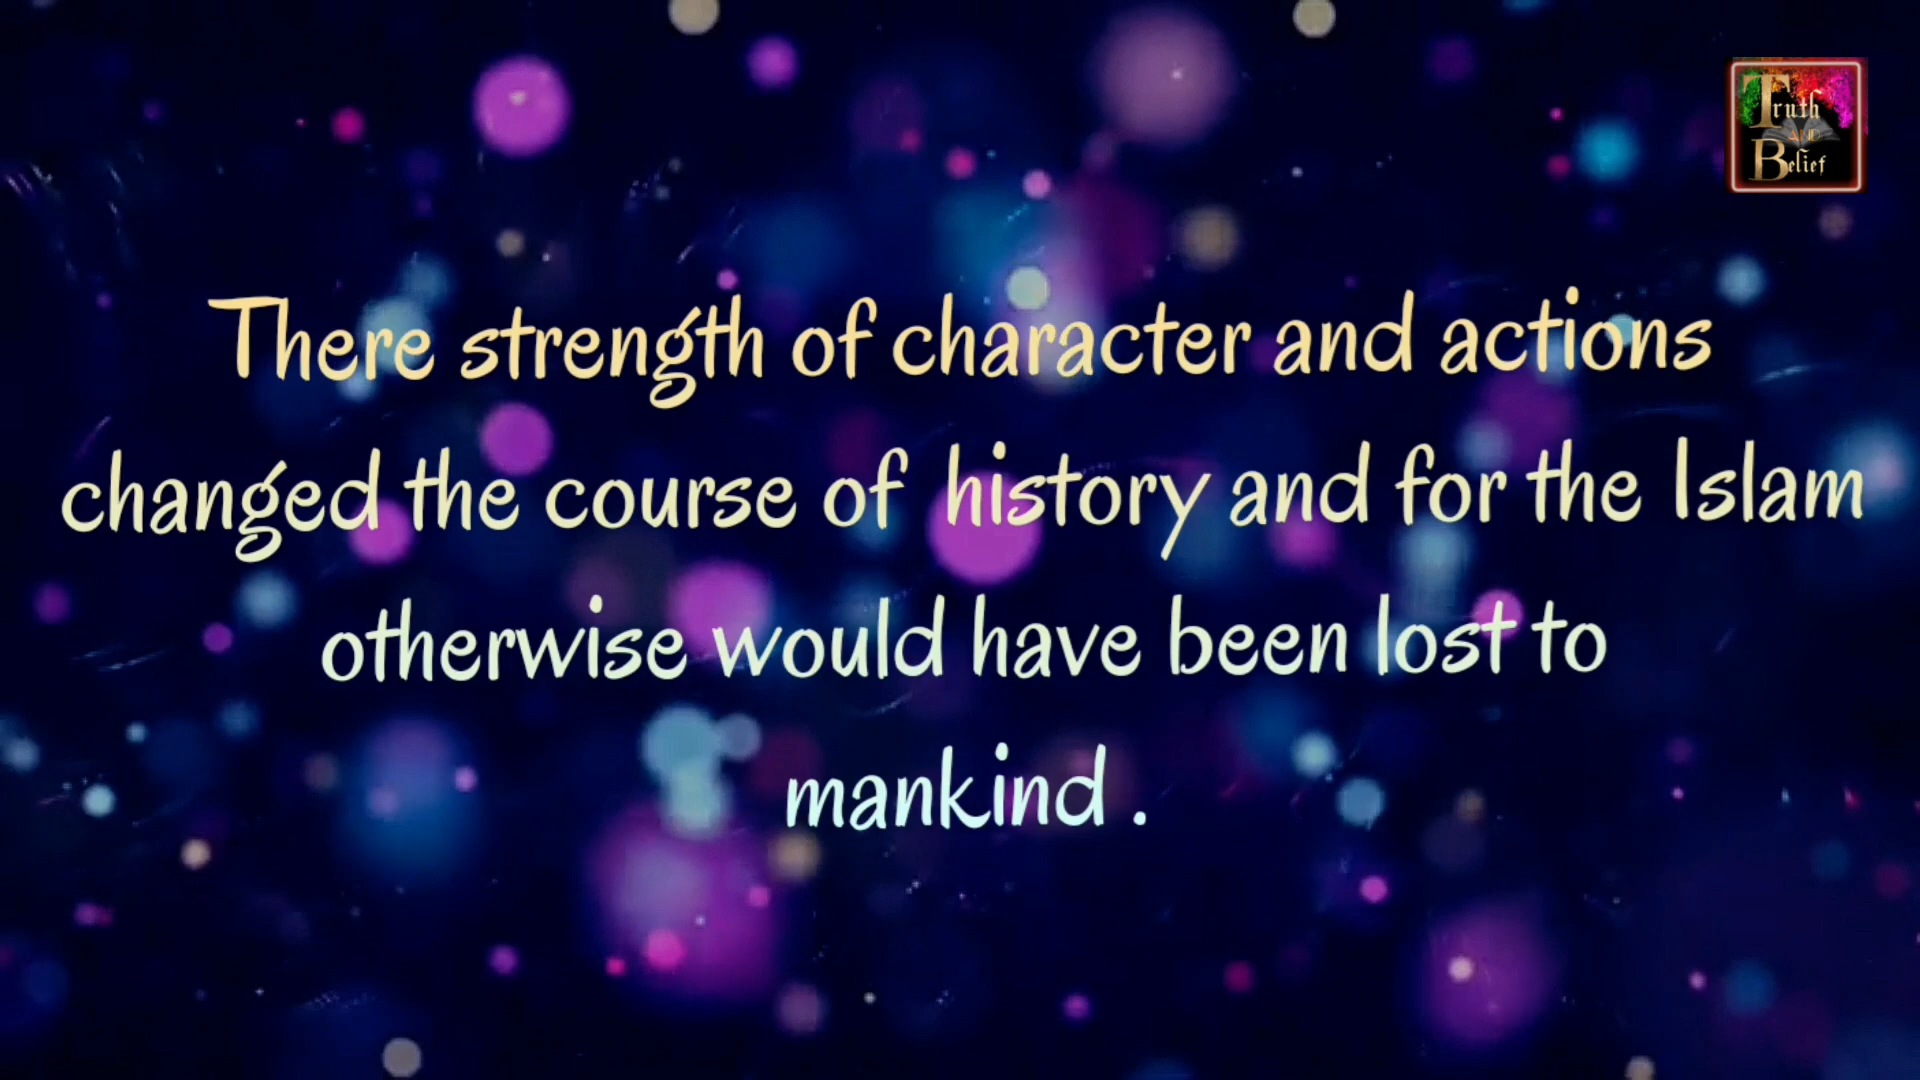 Truth
AND
Belief
There strength of character and actions
changed the course of history and for the Islam
otherwise would have been lost to
mankind .